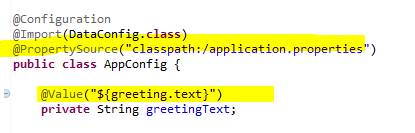 @Configuration
@Import(DataConfig.class)
@PropertySource("classpath:/application.properties")
public class AppConfig {
@Value("${greeting.text}")
private String greetingText;